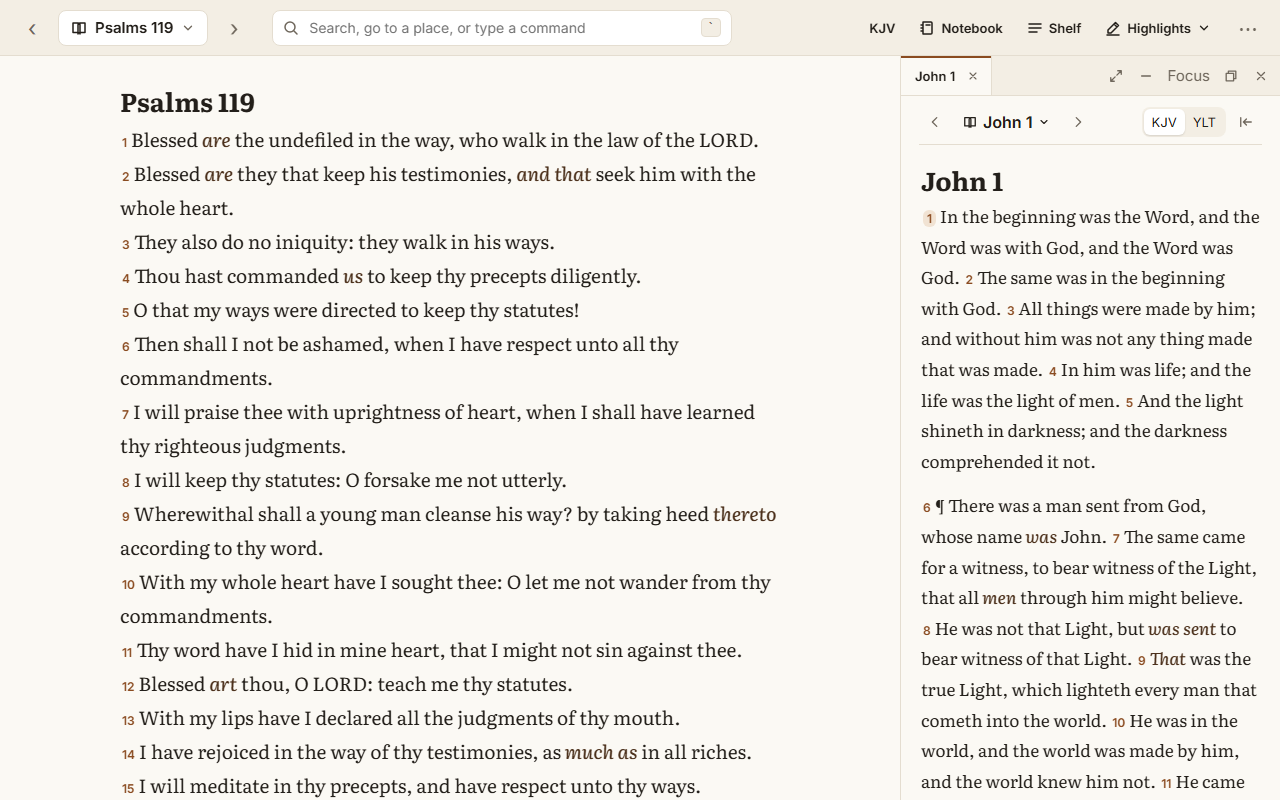 Psalms 119
Search, go to a place, or type a command
`
KJV
Notebook
Shelf
Highlights
Psalms 119
1 Blessed are the undefiled in the way, who walk in the law of the LORD.
2 Blessed are they that keep his testimonies, and that seek him with the
whole heart.
3 They also do no iniquity: they walk in his ways.
4 Thou hast commanded us to keep thy precepts diligently.
5 O that my ways were directed to keep thy statutes!
6 Then shall I not be ashamed, when I have respect unto all thy
commandments.
7 I will praise thee with uprightness of heart, when I shall have learned
thy righteous judgments.
8 I will keep thy statutes: O forsake me not utterly.
9 Wherewithal shall a young man cleanse his way? by taking heed thereto
according to thy word.
10 With my whole heart have I sought thee: O let me not wander from thy
commandments.
11 Thy word have I hid in mine heart, that I might not sin against thee.
12 Blessed art thou, O LORD: teach me thy statutes.
13 With my lips have I declared all the judgments of thy mouth.
14 I have rejoiced in the way of thy testimonies, as much as in all riches.
15 I will meditate in thy precepts, and have respect unto thy ways.
John 1
Focus
John 1
KJV
YLT
John 1
1 In the beginning was the Word, and the
Word was with God, and the Word was
God. 2 The same was in the beginning
with God. 3 All things were made by him;
and without him was not any thing made
that was made. 4 In him was life; and the
life was the light of men. 5 And the light
shineth in darkness; and the darkness
comprehended it not.
6 ¶ There was a man sent from God,
whose name was John. 7 The same came
for a witness, to bear witness of the Light,
that all men through him might believe.
8 He was not that Light, but was sent to
bear witness of that Light. 9 That was the
true Light, which lighteth every man that
cometh into the world. 10 He was in the
world, and the world was made by him,
and the world knew him not. 11 He came